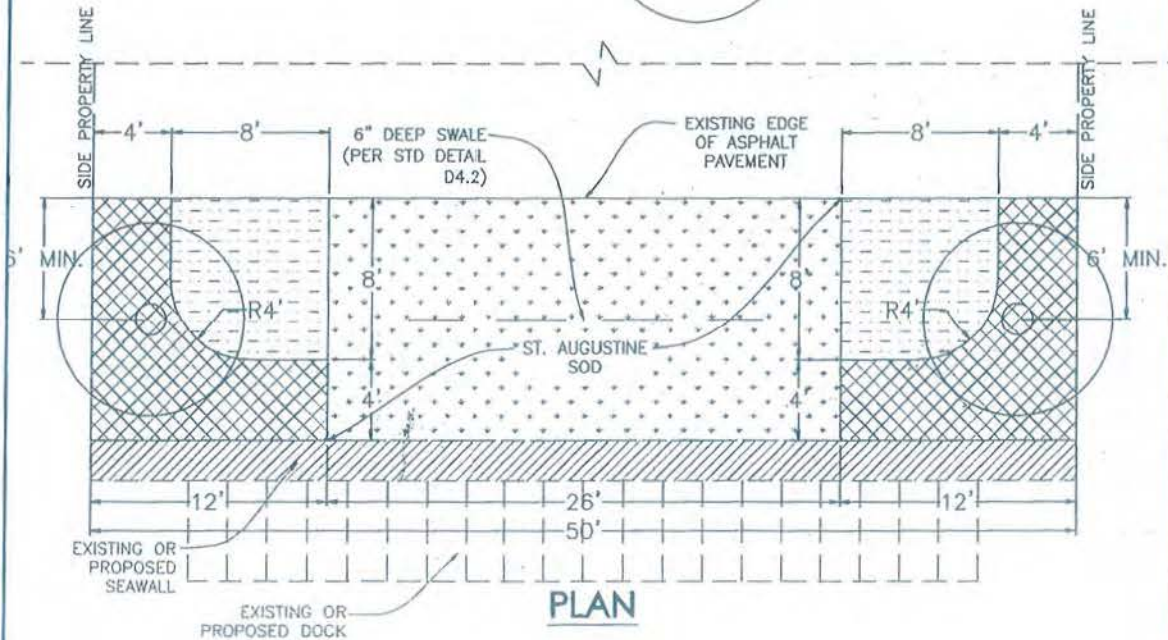 SIDE PROPERTY LINE
SIDE PROPERTY LINE
4'
8'
6" DEEP SWALE
(PER STD DETAIL
D4.2)
EXISTING EDGE
OF ASPHALT
PAVEMENT
8'
4'
6' MIN.
8'
8'
6' MIN.
R4'
R4'
ST. AUGUSTINE
SOD
4'
4'
12'
26'
12'
50'
EXISTING OR
PROPOSED
SEAWALL
EXISTING OR
PROPOSED DOCK
PLAN